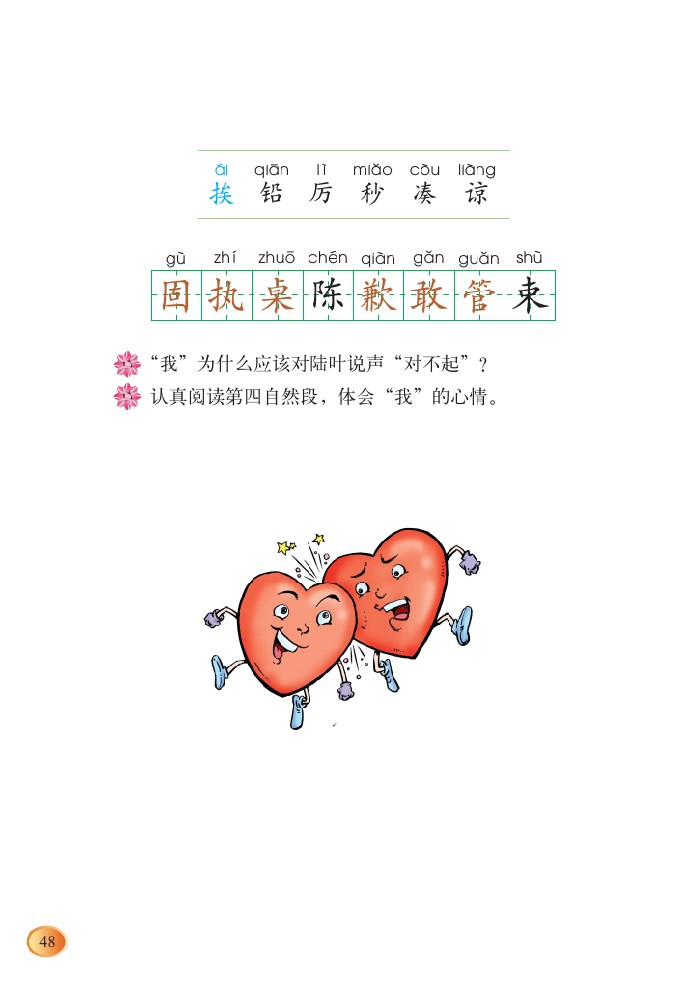 ái qiān lì miǎo còu liàng
挨 铅 厉 秒 凑 谅
gù zhí zhuō chén qiàn gǎn guǎn shù
固 执 桌 陈 歉 敢 管 束
“我”为什么应该对陆叶说声“对不起”？
认真阅读第四自然段，体会“我”的心情。
48